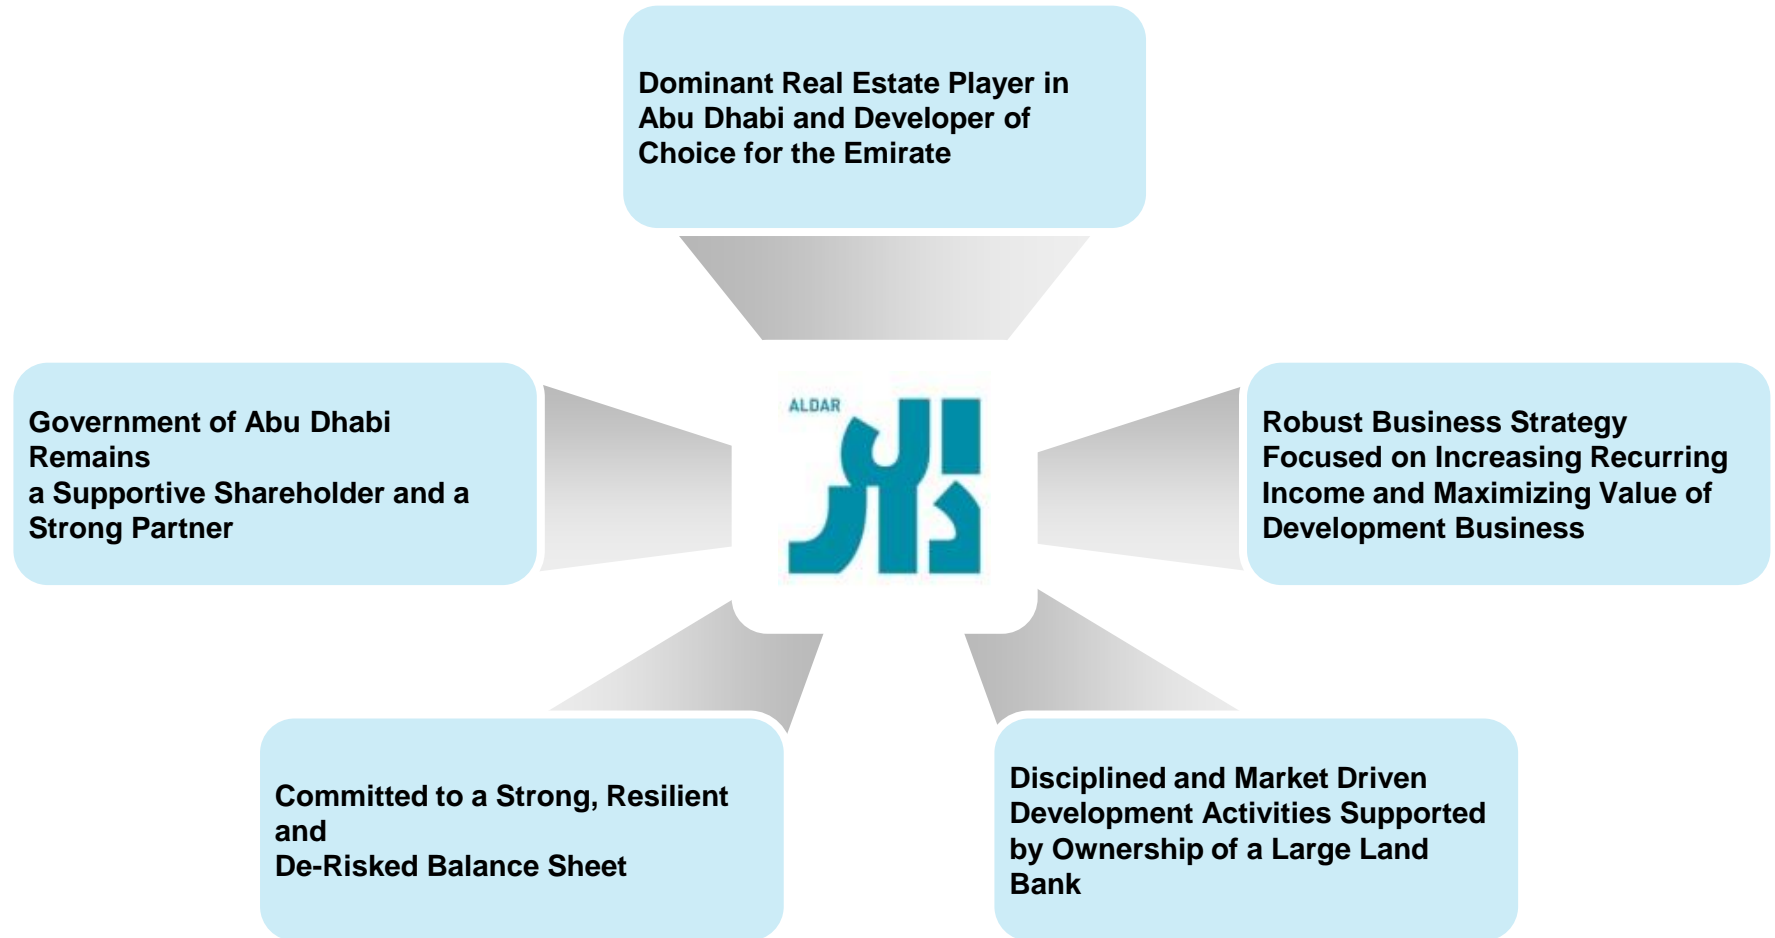 Dominant Real Estate Player in
Abu Dhabi and Developer of
Choice for the Emirate
Government of Abu Dhabi
Remains
a Supportive Shareholder and a
Strong Partner
ALDAR
الدار
Robust Business Strategy
Focused on Increasing Recurring
Income and Maximizing Value of
Development Business
Committed to a Strong, Resilient
and
De-Risked Balance Sheet
Disciplined and Market Driven
Development Activities Supported
by Ownership of a Large Land
Bank